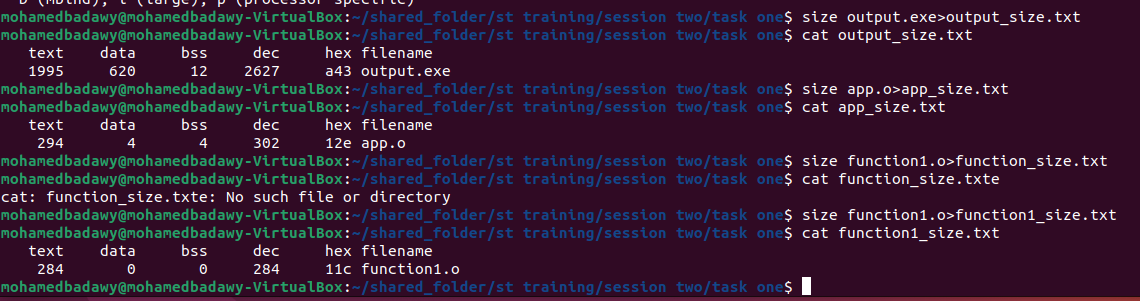 D (mbind), l (large), p (processor specific)
mohamedbadawy@mohamedbadawy-VirtualBox:~/shared_folder/st training/session two/task one$ size output.exe>output_size.txt
mohamedbadawy@mohamedbadawy-VirtualBox:~/shared_folder/st training/session two/task one$ cat output_size.txt
   text    data     bss     dec     hex filename
   1995     620      12    2627     a43 output.exe
mohamedbadawy@mohamedbadawy-VirtualBox:~/shared_folder/st training/session two/task one$ size app.o>app_size.txt
mohamedbadawy@mohamedbadawy-VirtualBox:~/shared_folder/st training/session two/task one$ cat app_size.txt
   text    data     bss     dec     hex filename
    294       4       4     302     12e app.o
mohamedbadawy@mohamedbadawy-VirtualBox:~/shared_folder/st training/session two/task one$ size function1.o>function_size.txt
mohamedbadawy@mohamedbadawy-VirtualBox:~/shared_folder/st training/session two/task one$ cat function_size.txte
cat: function_size.txte: No such file or directory
mohamedbadawy@mohamedbadawy-VirtualBox:~/shared_folder/st training/session two/task one$ size function1.o>function1_size.txt
mohamedbadawy@mohamedbadawy-VirtualBox:~/shared_folder/st training/session two/task one$ cat function1_size.txt
   text    data     bss     dec     hex filename
    284       0       0     284     11c function1.o
mohamedbadawy@mohamedbadawy-VirtualBox:~/shared_folder/st training/session two/task one$